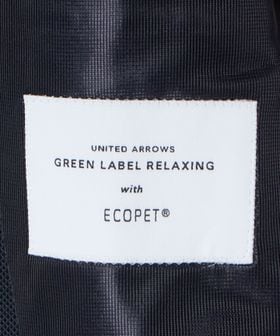 UNITED ARROWS
GREEN LABEL RELAXING
with
ECOPET®